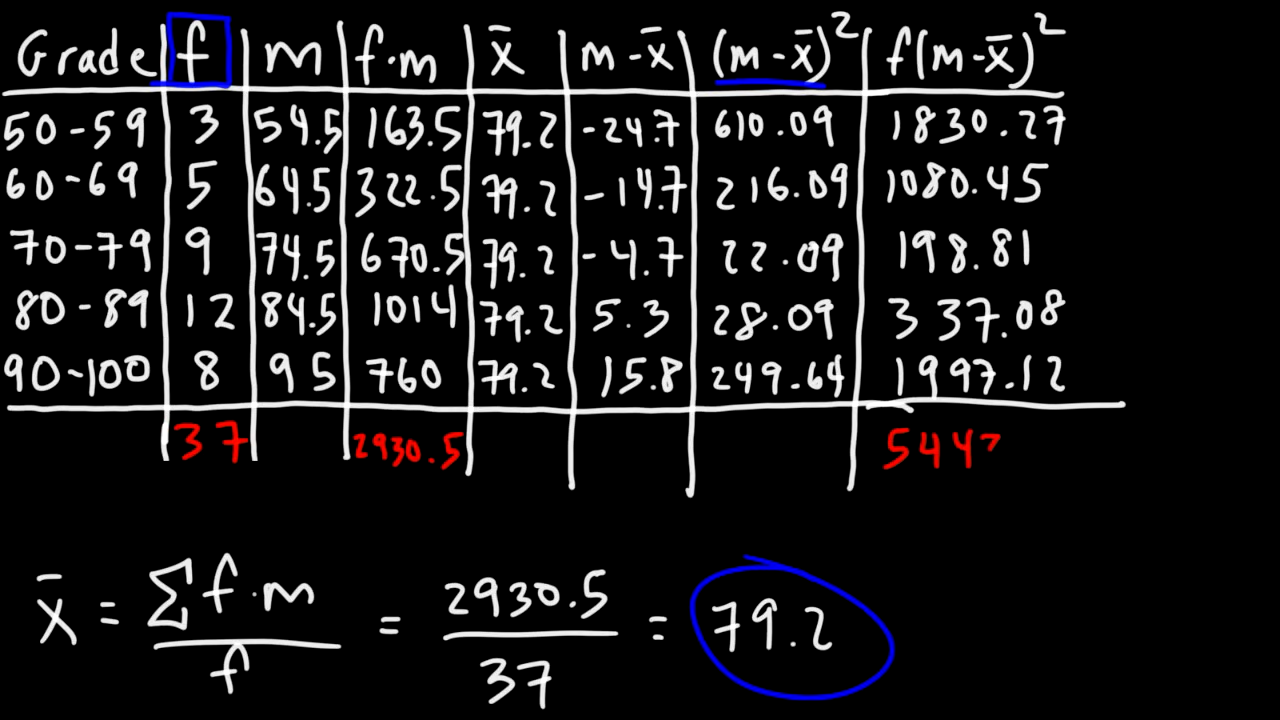 Grade f m f·m x̄ m-x̄ (m-x̄)² f(m-x̄)²
50-59 3 54.5 163.5 79.2 -24.7 610.09 1830.27
60-69 5 64.5 322.5 79.2 -14.7 216.09 1080.45
70-79 9 74.5 670.5 79.2 -4.7 22.09 198.81
80-89 12 84.5 1014 79.2 5.3 28.09 337.08
90-100 8 95 760 79.2 15.8 249.64 1997.12
37 2930.5 544
x̄ = ∑f·m / f = 2930.5 / 37 = 79.2